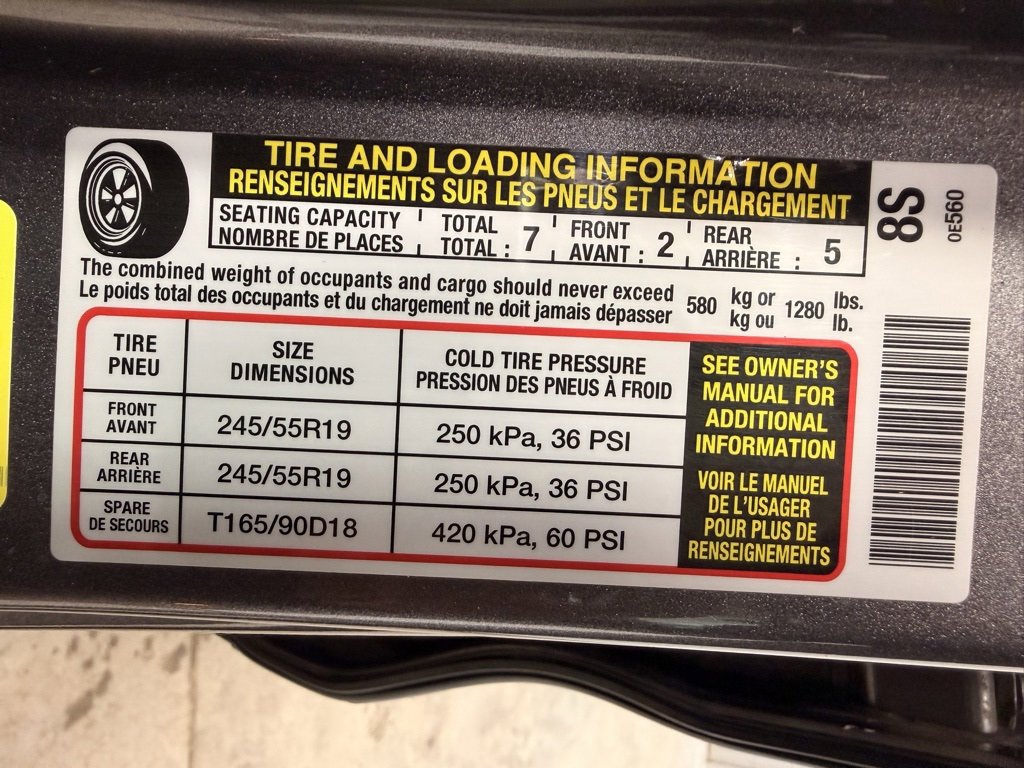 TIRE AND LOADING INFORMATION
RENSEIGNEMENTS SUR LES PNEUS ET LE CHARGEMENT
SEATING CAPACITY TOTAL FRONT REAR
NOMBRE DE PLACES TOTAL : 7 AVANT : 2 ARRIÈRE : 5
The combined weight of occupants and cargo should never exceed 580 kg or 1280 lbs.
Le poids total des occupants et du chargement ne doit jamais dépasser kg ou lb.
TIRE
PNEU
SIZE
DIMENSIONS
COLD TIRE PRESSURE
PRESSION DES PNEUS À FROID
FRONT
AVANT
245/55R19
250 kPa, 36 PSI
REAR
ARRIÈRE
245/55R19
250 kPa, 36 PSI
SPARE
DE SECOURS
T165/90D18
420 kPa, 60 PSI
SEE OWNER'S
MANUAL FOR
ADDITIONAL
INFORMATION
VOIR LE MANUEL
DE L'USAGER
POUR PLUS DE
RENSEIGNEMENTS
8S
0E560